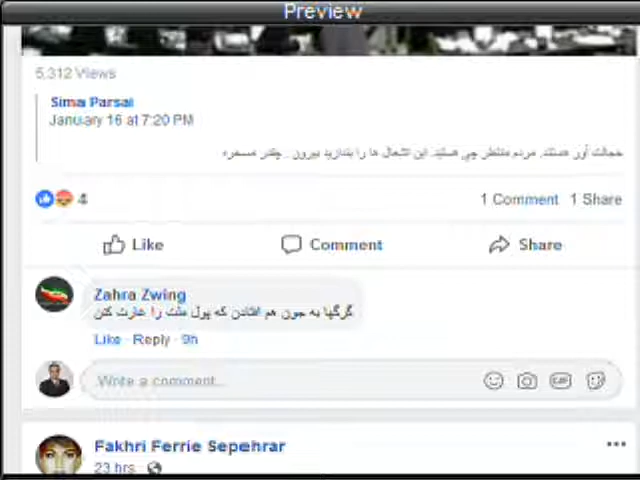 Preview
5,312 Views
Sima Parsai
January 16 at 7:20 PM
خجالت آور هستند. مردم منتظر چی هستید. این اشغال ها را بندازید بیرون . چقدر مسخره
4
1 Comment 1 Share
Like Comment Share
Zahra Zwing
گرگها به جون هم افتادن که پول ملت را غارت کنن
Like · Reply · 9h
Write a comment...
GIF
Fakhri Ferrie Sepehrar
23 hrs ·